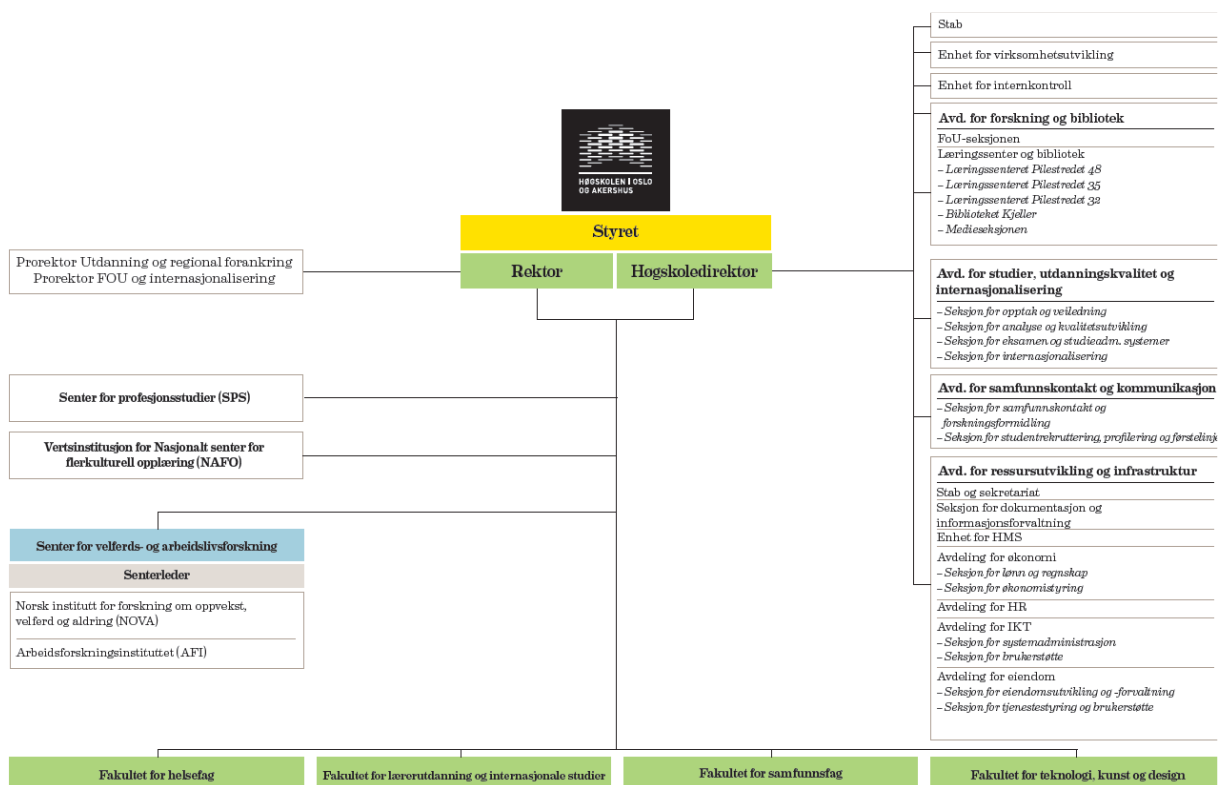 HØGSKOLEN I OSLO
OG AKERSHUS
Styret
Rektor
Høgskoledirektør
Prorektor Utdanning og regional forankring
Prorektor FOU og internasjonalisering
Senter for profesjonsstudier (SPS)
Vertsinstitusjon for Nasjonalt senter for
flerkulturell opplæring (NAFO)
Senter for velferds- og arbeidslivsforskning
Senterleder
Norsk institutt for forskning om oppvekst,
velferd og aldring (NOVA)
Arbeidsforskningsinstituttet (AFI)
Stab
Enhet for virksomhetsutvikling
Enhet for internkontroll
Avd. for forskning og bibliotek
FoU-seksjonen
Læringssenter og bibliotek
– Læringssenteret Pilestredet 48
– Læringssenteret Pilestredet 35
– Læringssenteret Pilestredet 32
– Biblioteket Kjeller
– Medieseksjonen
Avd. for studier, utdanningskvalitet og
internasjonalisering
– Seksjon for opptak og veiledning
– Seksjon for analyse og kvalitetsutvikling
– Seksjon for eksamen og studieadm. systemer
– Seksjon for internasjonalisering
Avd. for samfunnskontakt og kommunikasjon
– Seksjon for samfunnskontakt og
forskningsformidling
– Seksjon for studentrekruttering, profilering og førstelinje
Avd. for ressursutvikling og infrastruktur
Stab og sekretariat
Seksjon for dokumentasjon og
informasjonsforvaltning
Enhet for HMS
Avdeling for økonomi
– Seksjon for lønn og regnskap
– Seksjon for økonomistyring
Avdeling for HR
Avdeling for IKT
– Seksjon for systemadministrasjon
– Seksjon for brukerstøtte
Avdeling for eiendom
– Seksjon for eiendomsutvikling og -forvaltning
– Seksjon for tjenestestyring og brukerstøtte
Fakultet for helsefag
Fakultet for lærerutdanning og internasjonale studier
Fakultet for samfunnsfag
Fakultet for teknologi, kunst og design